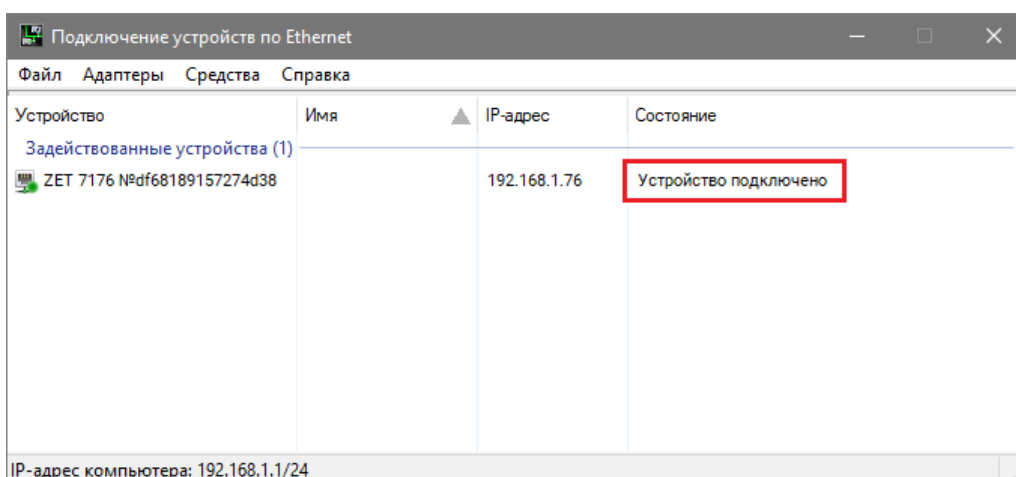 Подключение устройств по Ethernet
Файл Адаптеры Средства Справка
Устройство Имя IP-адрес Состояние
Задействованные устройства (1)
ZET 7176 №df68189157274d38 192.168.1.76 Устройство подключено
IP-адрес компьютера: 192.168.1.1/24